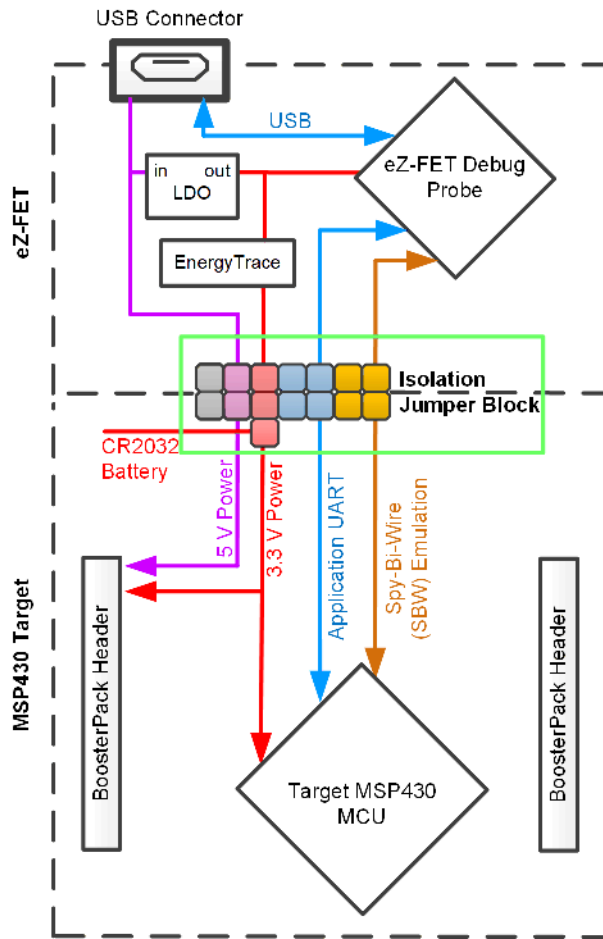 USB Connector
USB
eZ-FET Debug
Probe
in out
LDO
EnergyTrace
eZ-FET
Isolation
Jumper Block
CR2032
Battery
5 V Power
3.3 V Power
Application UART
Spy-Bi-Wire
(SBW) Emulation
MSP430 Target
BoosterPack Header
BoosterPack Header
Target MSP430
MCU